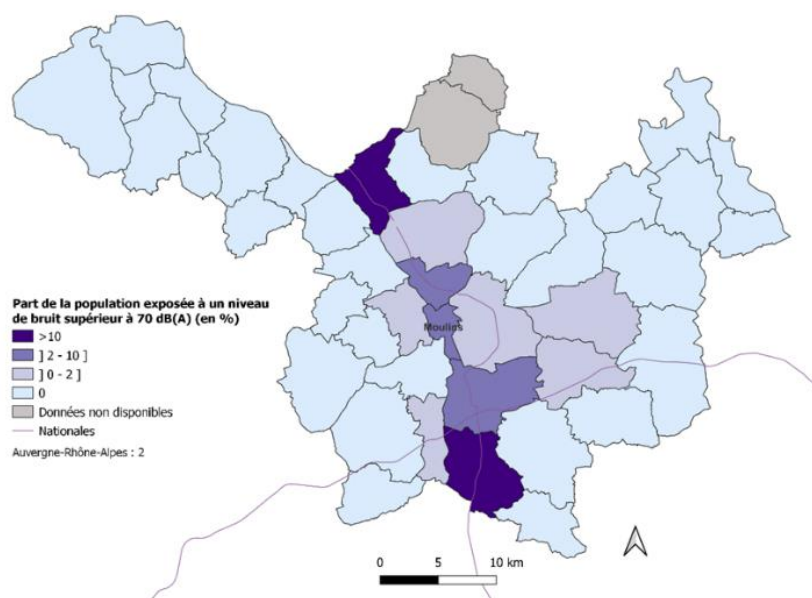 Moulins
Part de la population exposée à un niveau
de bruit supérieur à 70 dB(A) (en %)
>10
] 2 - 10 ]
] 0 - 2 ]
0
Données non disponibles
Nationales
Auvergne-Rhône-Alpes : 2
0 5 10 km